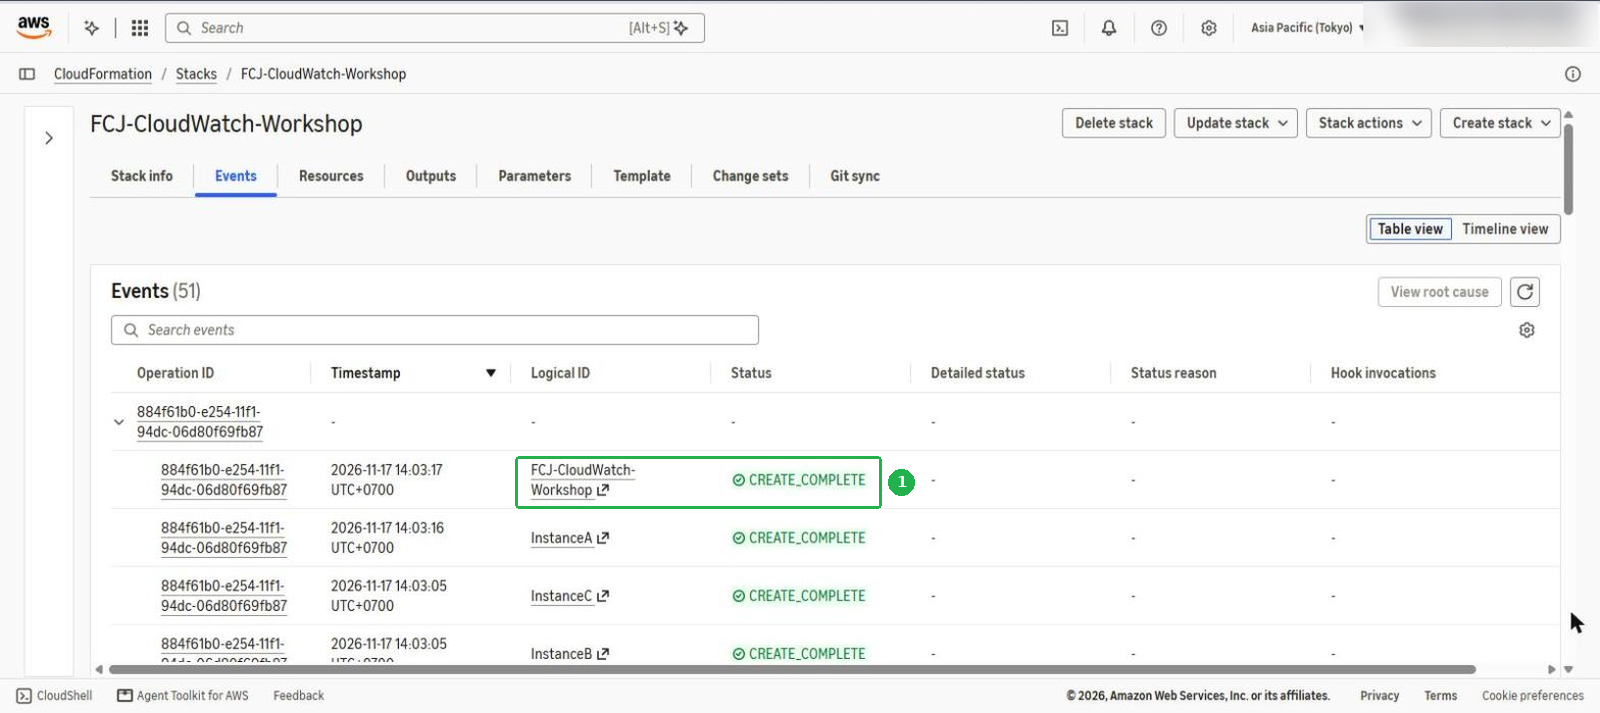 aws
Search
[Alt+S]
Asia Pacific (Tokyo)
CloudFormation / Stacks / FCJ-CloudWatch-Workshop
FCJ-CloudWatch-Workshop
Delete stack
Update stack
Stack actions
Create stack
Stack info
Events
Resources
Outputs
Parameters
Template
Change sets
Git sync
Table view
Timeline view
Events (51)
View root cause
Search events
Operation ID
Timestamp
Logical ID
Status
Detailed status
Status reason
Hook invocations
884f61b0-e254-11f1-
94dc-06d80f69fb87
-
-
-
-
-
-
884f61b0-e254-11f1-
94dc-06d80f69fb87
2026-11-17 14:03:17
UTC+0700
FCJ-CloudWatch-
Workshop
CREATE_COMPLETE
1
-
-
-
884f61b0-e254-11f1-
94dc-06d80f69fb87
2026-11-17 14:03:16
UTC+0700
InstanceA
CREATE_COMPLETE
-
-
-
884f61b0-e254-11f1-
94dc-06d80f69fb87
2026-11-17 14:03:05
UTC+0700
InstanceC
CREATE_COMPLETE
-
-
-
884f61b0-e254-11f1-
94dc-06d80f69fb87
2026-11-17 14:03:05
UTC+0700
InstanceB
CREATE_COMPLETE
-
-
-
CloudShell
Agent Toolkit for AWS
Feedback
© 2026, Amazon Web Services, Inc. or its affiliates.
Privacy
Terms
Cookie preferences